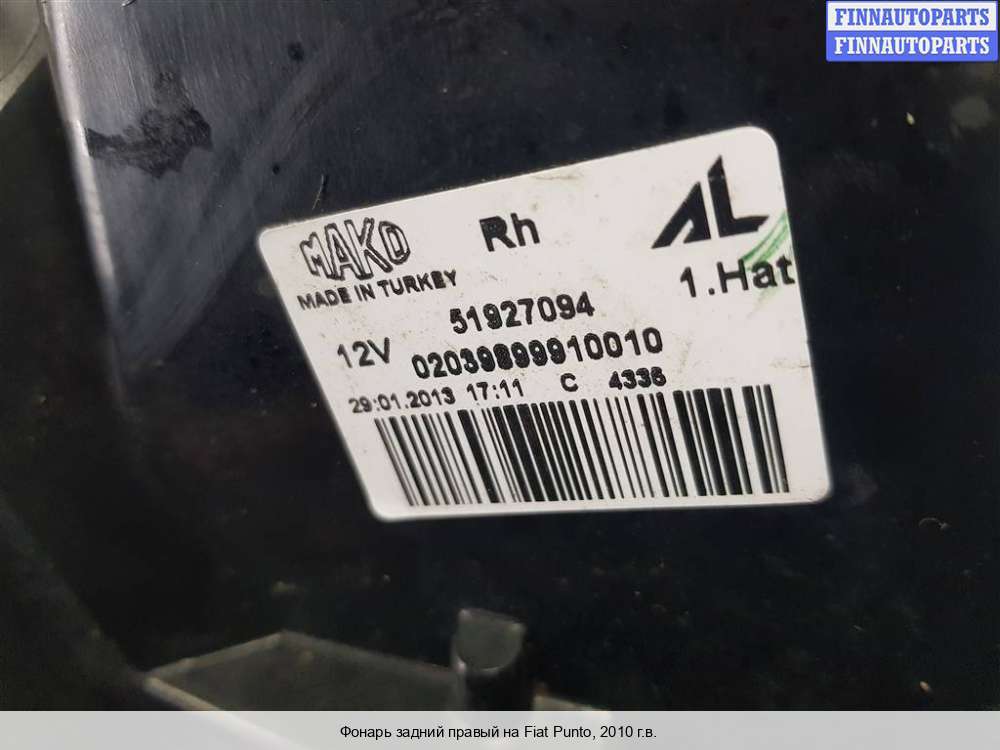 FINNAUTOPARTS
FINNAUTOPARTS
MAKO Rh AL
MADE IN TURKEY 1.Hat
51927094
12V 02039899910010
29.01.2013 17:11 C 4336
Фонарь задний правый на Fiat Punto, 2010 г.в.